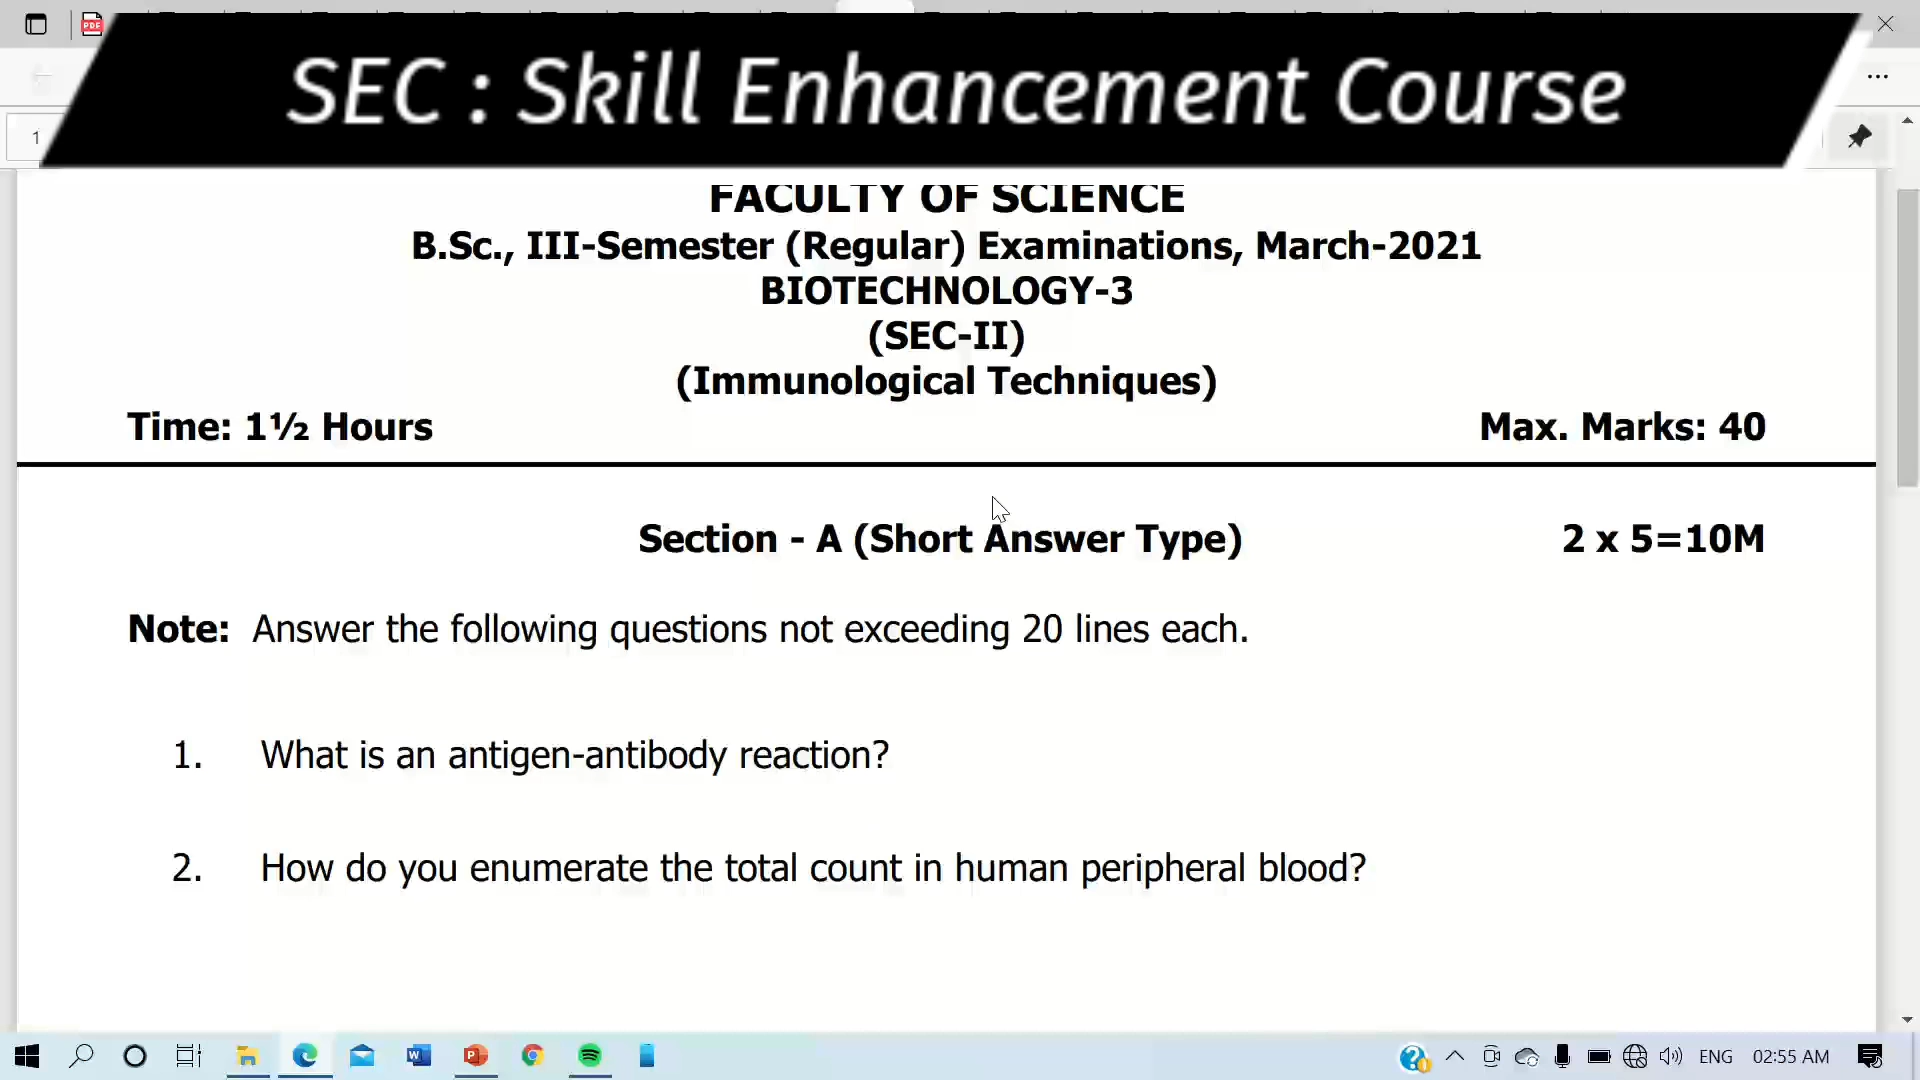 SEC : Skill Enhancement Course
1
FACULTY OF SCIENCE
B.Sc., III-Semester (Regular) Examinations, March-2021
BIOTECHNOLOGY-3
(SEC-II)
(Immunological Techniques)
Time: 1½ Hours Max. Marks: 40
Section - A (Short Answer Type) 2 x 5=10M
Note: Answer the following questions not exceeding 20 lines each.
1. What is an antigen-antibody reaction?
2. How do you enumerate the total count in human peripheral blood?
ENG 02:55 AM